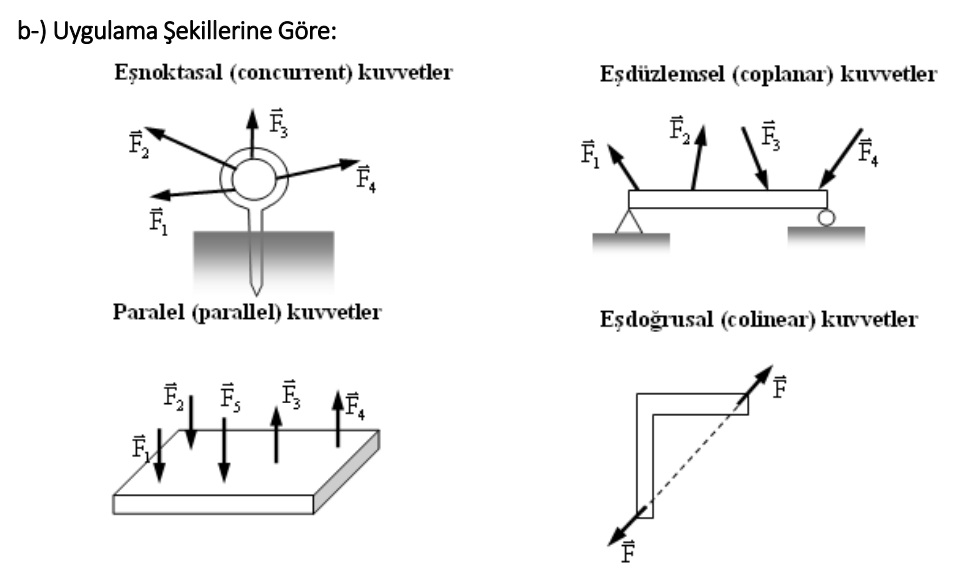 b-) Uygulama Şekillerine Göre:
Eşnoktasal (concurrent) kuvvetler
F₃
F₂
F₄
F₁
Eşdüzlemsel (coplanar) kuvvetler
F₁
F₂
F₃
F₄
Paralel (parallel) kuvvetler
F₂
F₅
F₃
F₄
F₁
Eşdoğrusal (colinear) kuvvetler
F
F